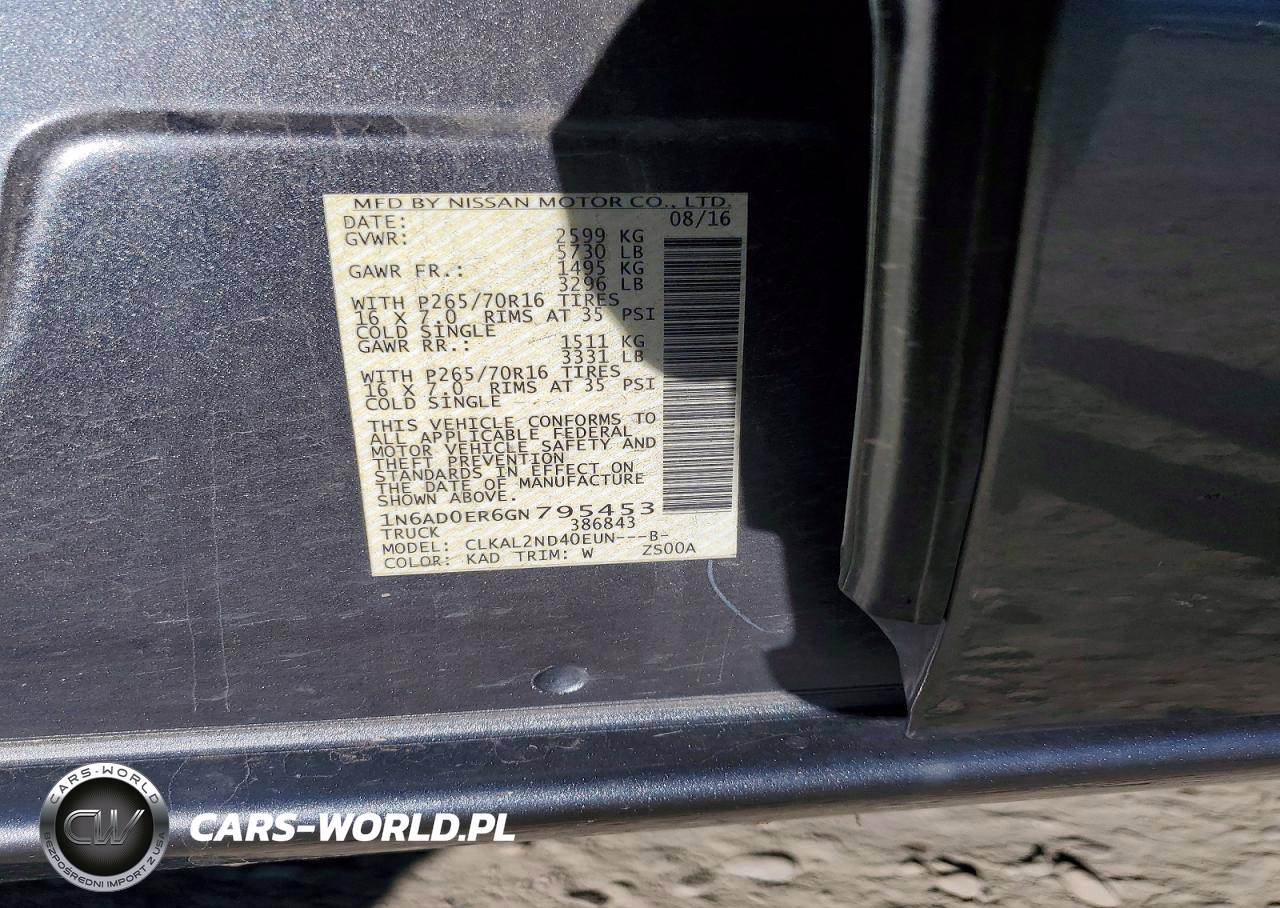 MFD BY NISSAN MOTOR CO., LTD.
DATE: 08/16
GVWR: 2599 KG
5730 LB
GAWR FR.: 1495 KG
3296 LB
WITH P265/70R16 TIRES
16 X 7.0 RIMS AT 35 PSI
COLD SINGLE
GAWR RR.: 1511 KG
3331 LB
WITH P265/70R16 TIRES
16 X 7.0 RIMS AT 35 PSI
COLD SINGLE
THIS VEHICLE CONFORMS TO
ALL APPLICABLE FEDERAL
MOTOR VEHICLE SAFETY AND
THEFT PREVENTION
STANDARDS IN EFFECT ON
THE DATE OF MANUFACTURE
SHOWN ABOVE.
1N6AD0ER6GN795453
TRUCK 386843
MODEL: CLKAL2ND40EUN---B-
COLOR: KAD TRIM: W ZS00A
CARS-WORLD
CW
BEZPOŚREDNI IMPORT Z USA
CARS-WORLD.PL